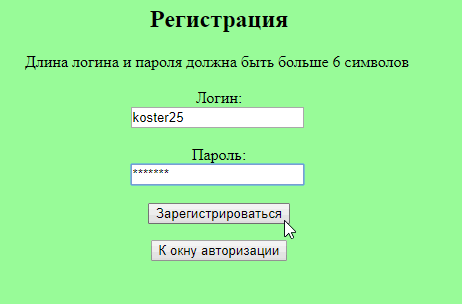 Регистрация
Длина логина и пароля должна быть больше 6 символов
Логин:
koster25
Пароль:
*******
Зарегистрироваться
К окну авторизации